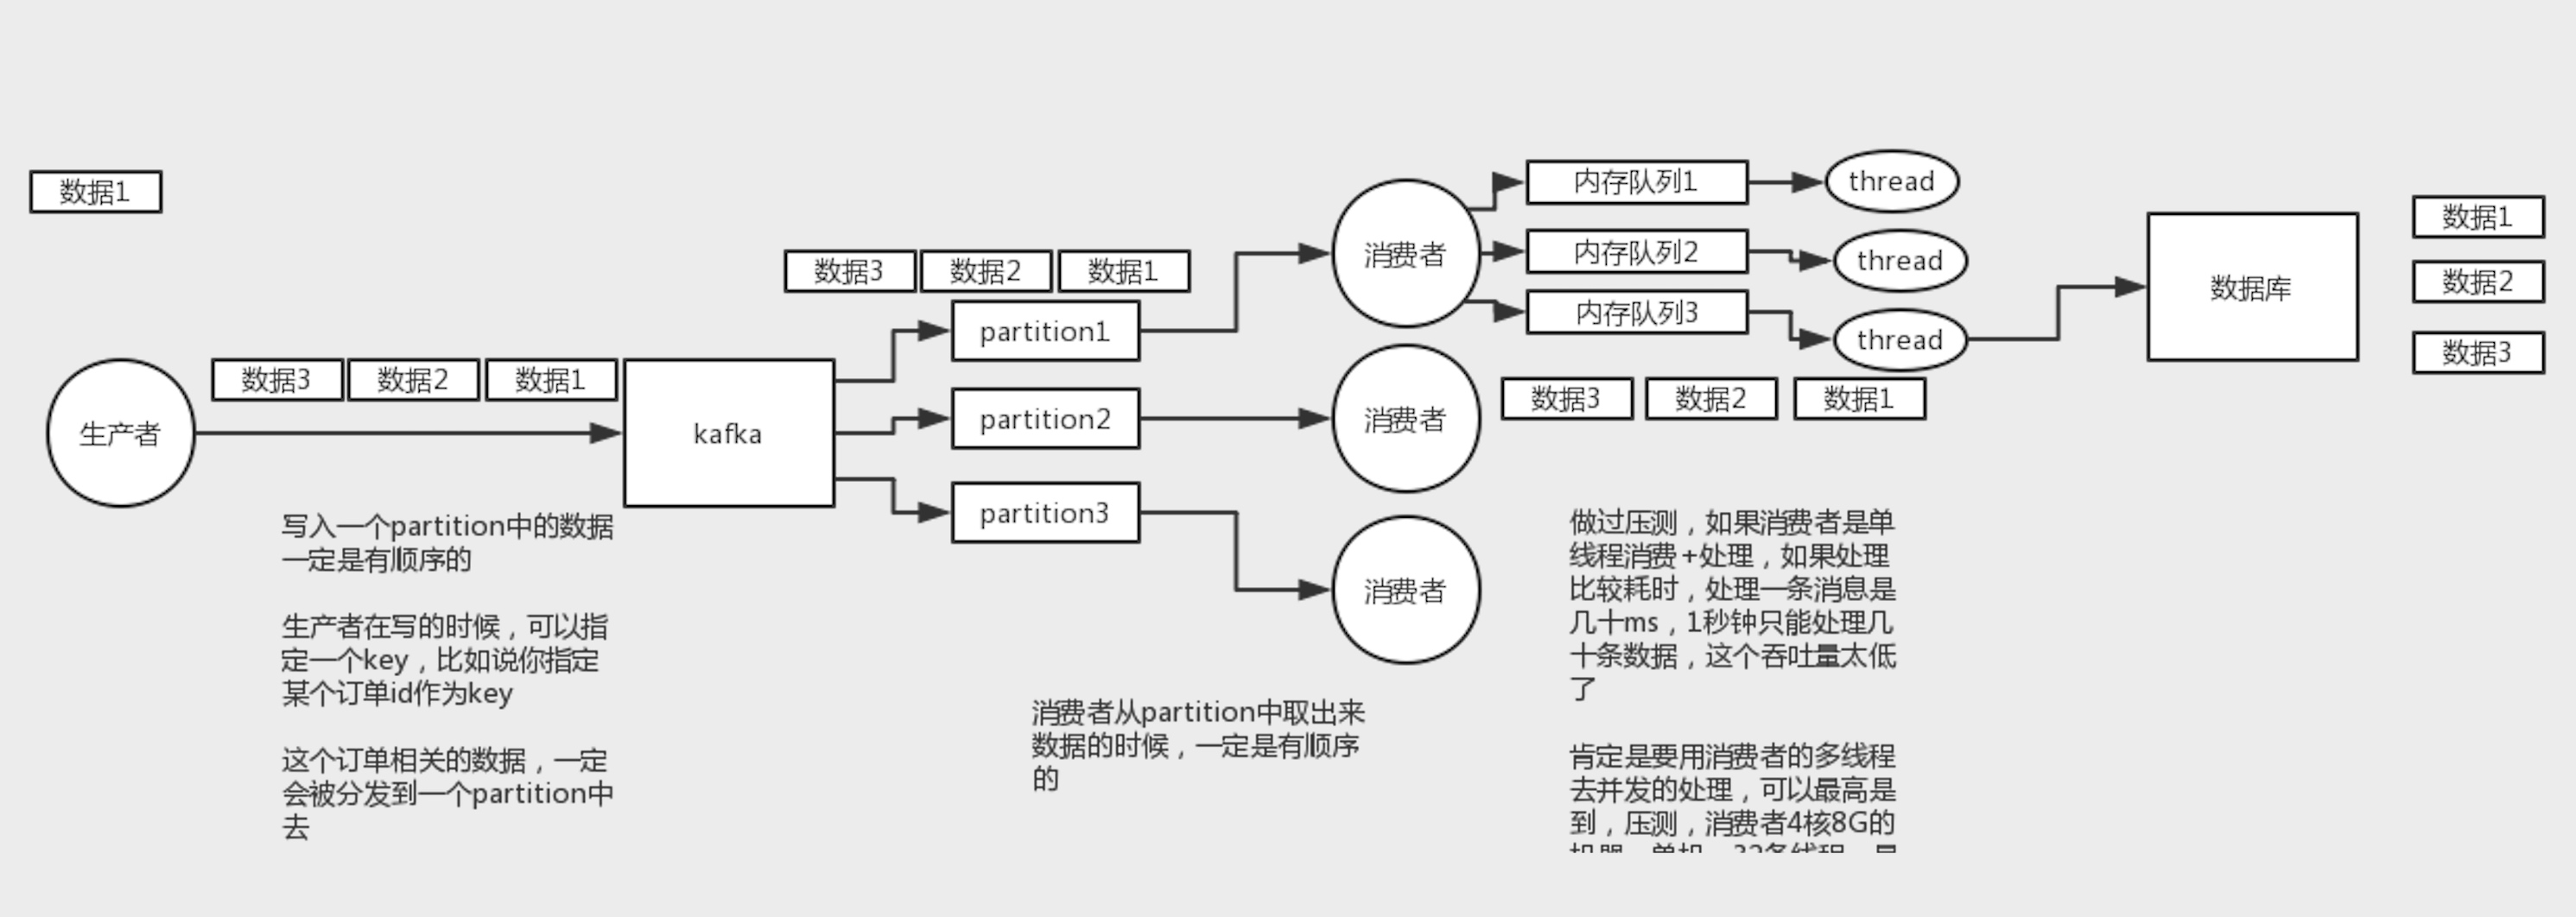 数据1
数据3
数据2
数据1
生产者
kafka
写入一个partition中的数据
一定是有顺序的
生产者在写的时候，可以指
定一个key，比如说你指定
某个订单id作为key
这个订单相关的数据，一定
会被分发到一个partition中
去
数据3
数据2
数据1
partition1
partition2
partition3
消费者
消费者
消费者
消费者从partition中取出来
数据的时候，一定是有顺序
的
内存队列1
内存队列2
内存队列3
thread
thread
thread
数据3
数据2
数据1
做过压测，如果消费者是单
线程消费+处理，如果处理
比较耗时，处理一条消息是
几十ms，1秒钟只能处理几
十条数据，这个吞吐量太低
了
肯定是要用消费者的多线程
去并发的处理，可以最高是
到，压测，消费者4核8G的
数据库
数据1
数据2
数据3